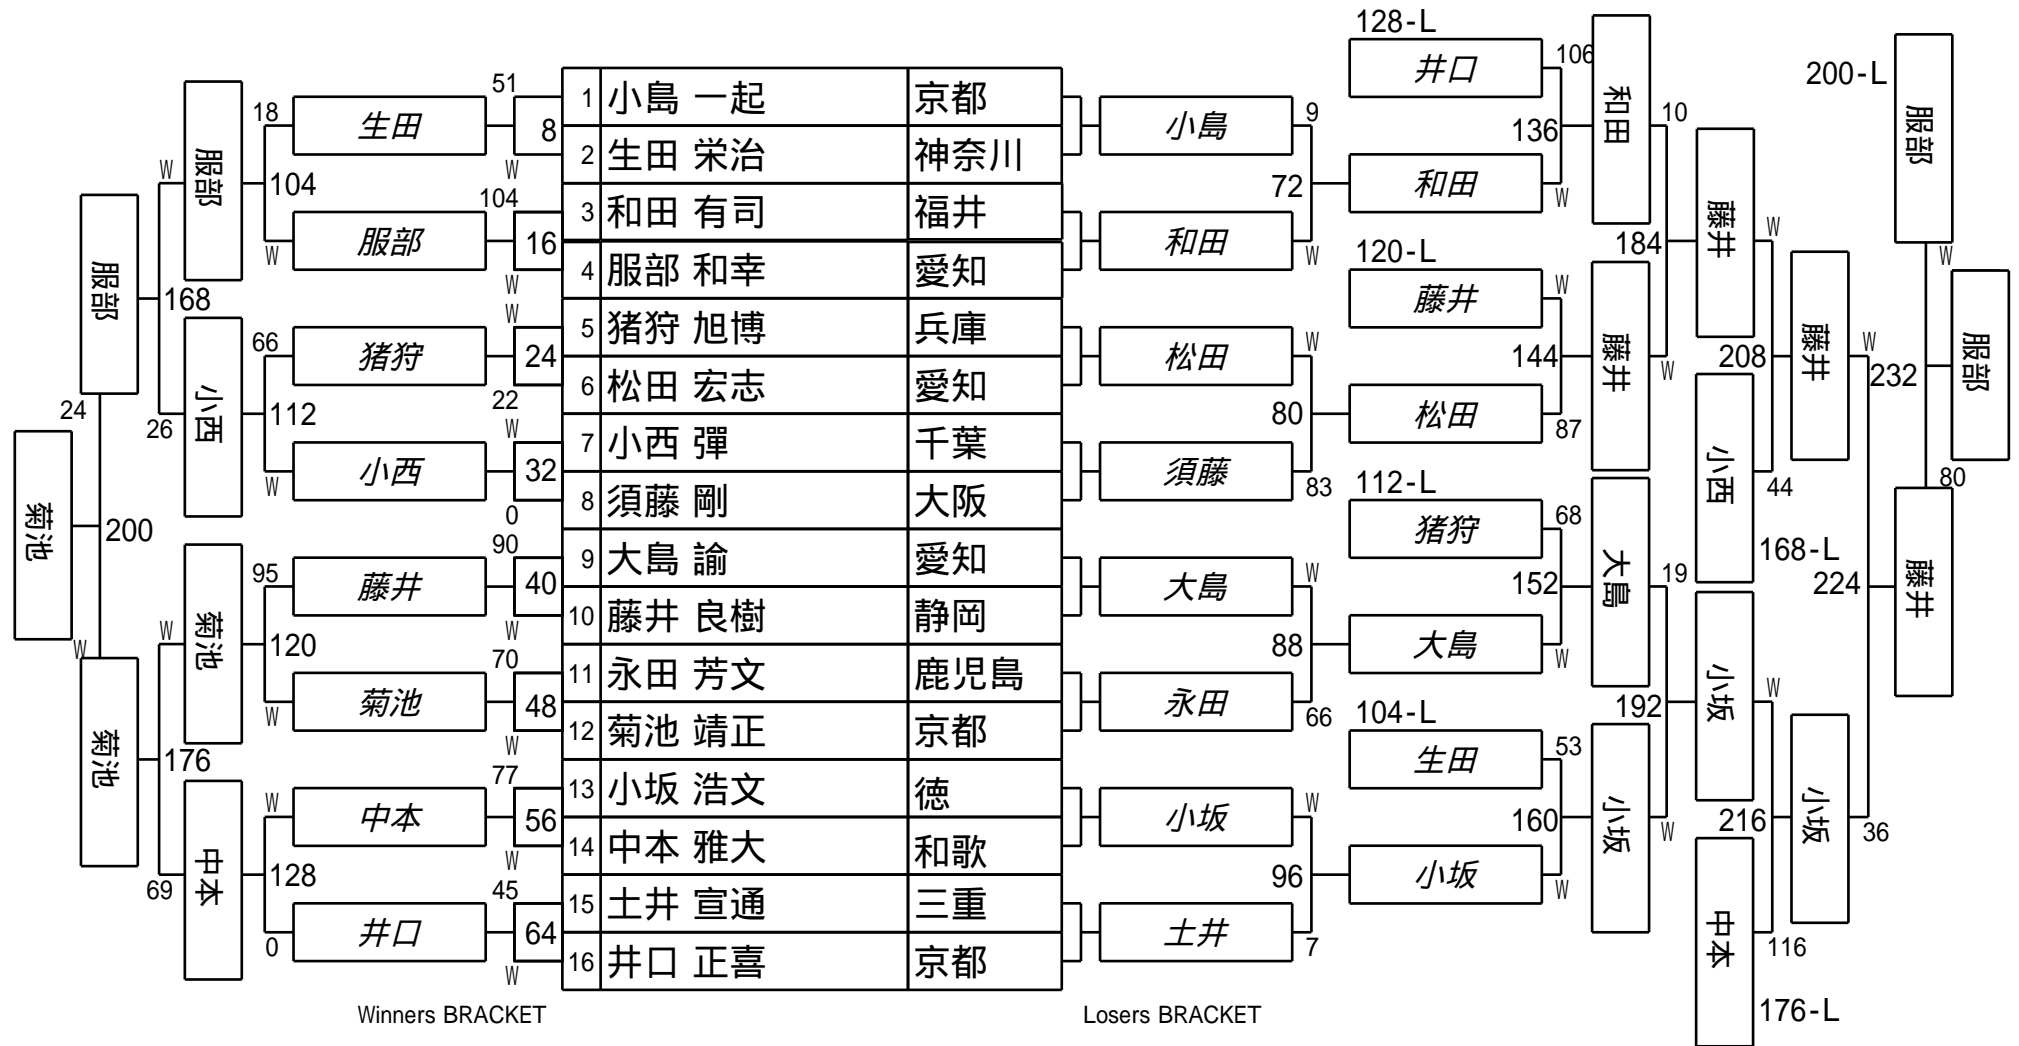 128-L
井口
106
和田
200-L
服部
51
1 小島 一起 京都
18
生田
8
小島
9
136
10
服部
2 生田 栄治 神奈川
W
和田
W
藤井
W
104
104
3 和田 有司 福井
72
W
服部
16
和田
W
184
W
W
4 服部 和幸 愛知
120-L
服部
168
W
5 猪狩 旭博 兵庫
藤井
W
藤井
服部
66
猪狩
24
松田
W
144
藤井
208
W
232
小西
112
22
6 松田 宏志 愛知
80
松田
87
W
小西
24
26
W
7 小西 彈 千葉
小西
32
須藤
83
112-L
44
80
W
0
8 須藤 剛 大阪
猪狩
68
大島
168-L
藤井
菊池
200
90
9 大島 諭 愛知
95
藤井
40
大島
W
152
19
224
菊池
W
10 藤井 良樹 静岡
W
W
120
70
11 永田 芳文 鹿児島
88
大島
W
小坂
W
菊池
48
永田
66
192
W
W
12 菊池 靖正 京都
104-L
菊池
176
77
13 小坂 浩文 徳
生田
53
小坂
小坂
W
中本
56
小坂
W
160
W
216
36
中本
W
14 中本 雅大 和歌
69
128
45
15 土井 宣通 三重
96
小坂
W
中本
0
井口
64
土井
7
116
W
16 井口 正喜 京都
176-L
Winners BRACKET
Losers BRACKET